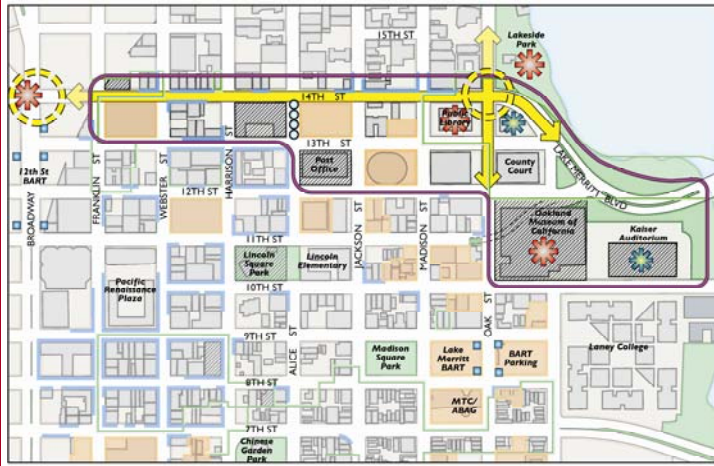 15TH ST
Lakeside
Park
14TH ST
Public
Library
13TH ST
Post
Office
County
Court
LAKE MERRITT BLVD
12th St
BART
BROADWAY
FRANKLIN ST
WEBSTER ST
HARRISON ST
12TH ST
JACKSON ST
MADISON ST
Oakland
Museum of
California
Kaiser
Auditorium
11TH ST
Lincoln
Square
Park
Lincoln
Elementary
Pacific
Renaissance
Plaza
10TH ST
OAK ST
ALICE ST
9TH ST
Madison
Square
Park
Lake
Merritt
BART
BART
Parking
Laney College
8TH ST
MTC/
ABAG
7TH ST
Chinese
Garden
Park